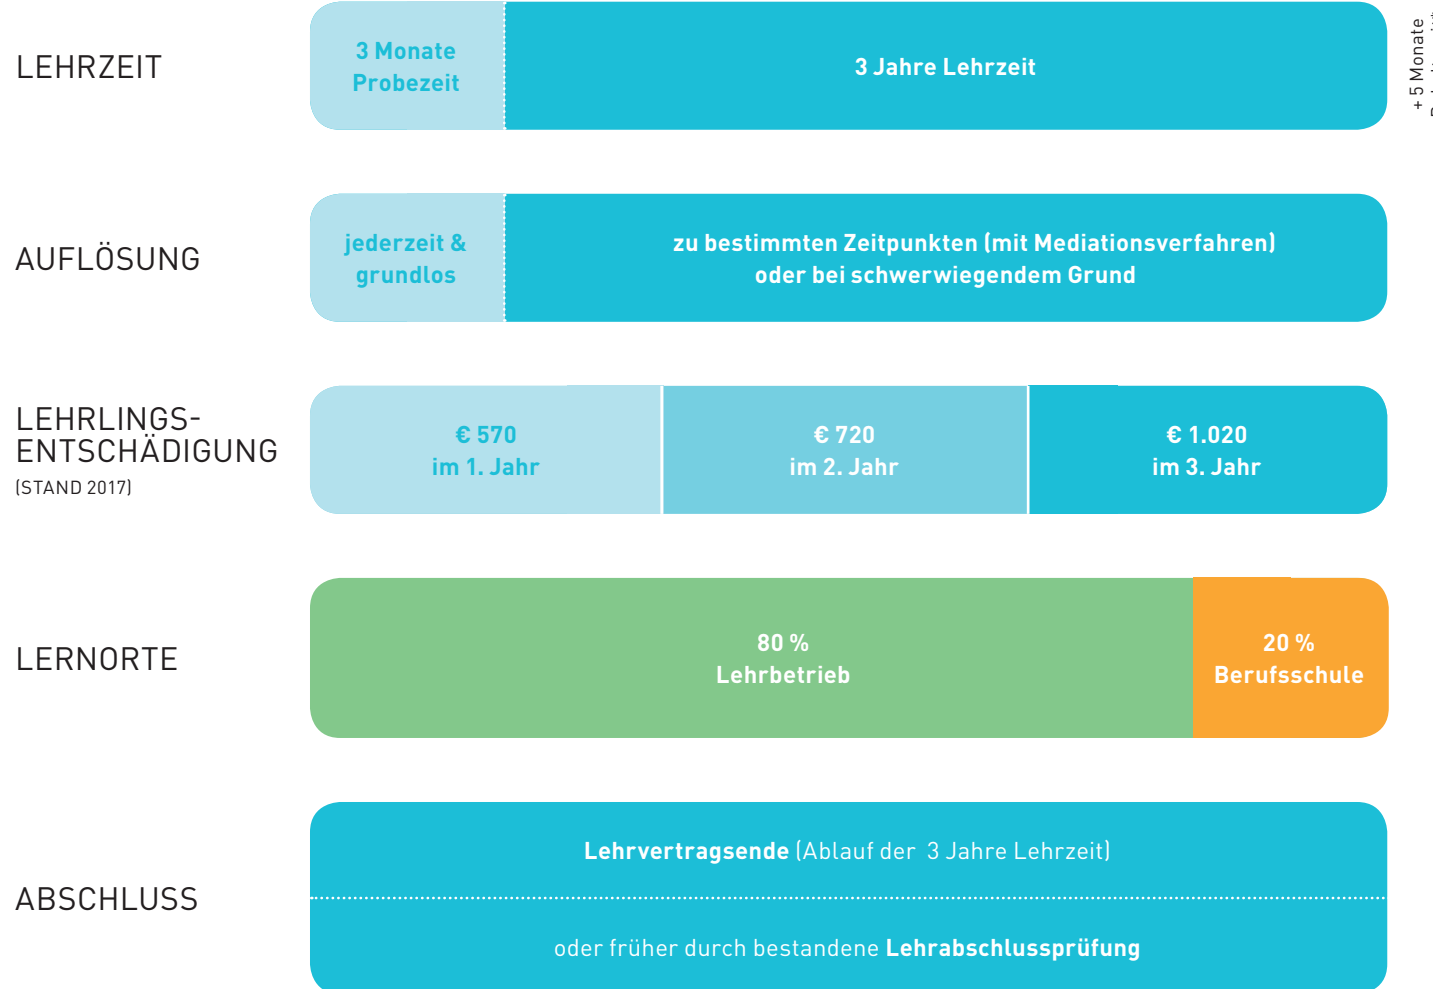 LEHRZEIT
3 Monate
Probezeit
3 Jahre Lehrzeit
+ 5 Monate
AUFLÖSUNG
jederzeit &
grundlos
zu bestimmten Zeitpunkten (mit Mediationsverfahren)
oder bei schwerwiegendem Grund
LEHRLINGS-
ENTSCHÄDIGUNG
(STAND 2017)
€ 570
im 1. Jahr
€ 720
im 2. Jahr
€ 1.020
im 3. Jahr
LERNORTE
80 %
Lehrbetrieb
20 %
Berufsschule
ABSCHLUSS
Lehrvertragsende (Ablauf der 3 Jahre Lehrzeit)
oder früher durch bestandene Lehrabschlussprüfung